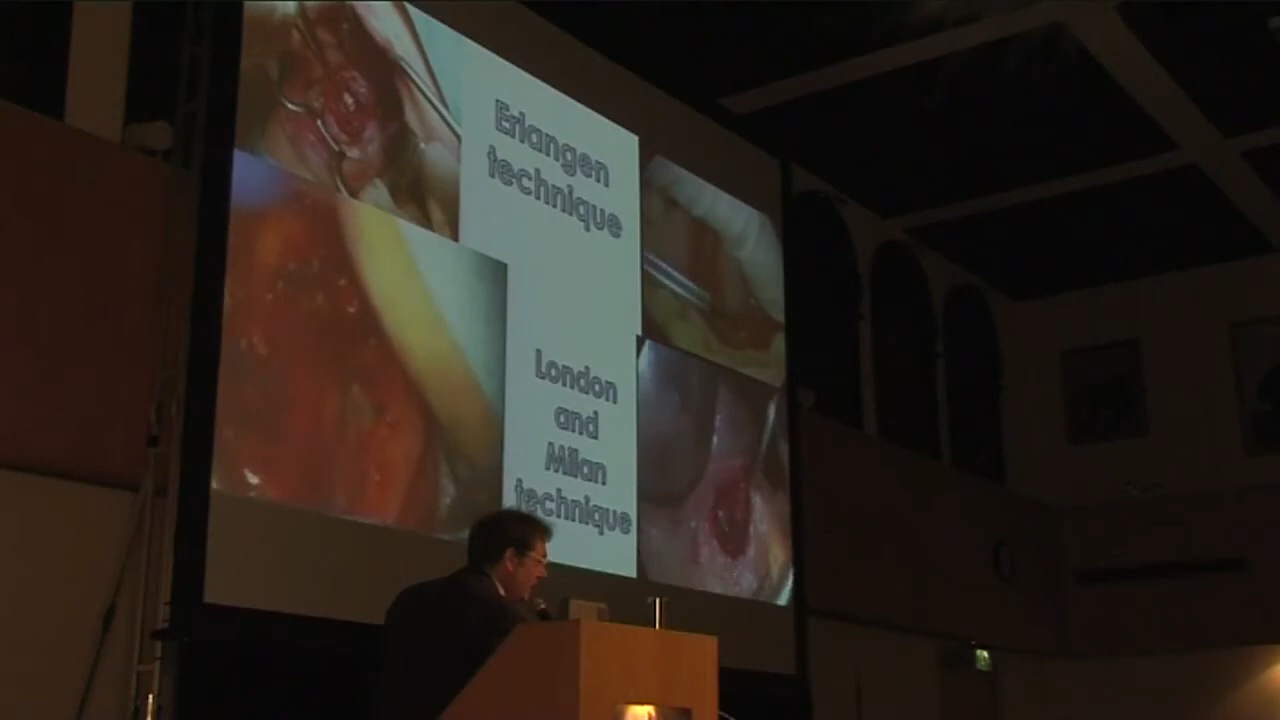 Erlangen
technique
London
and
Milan
technique